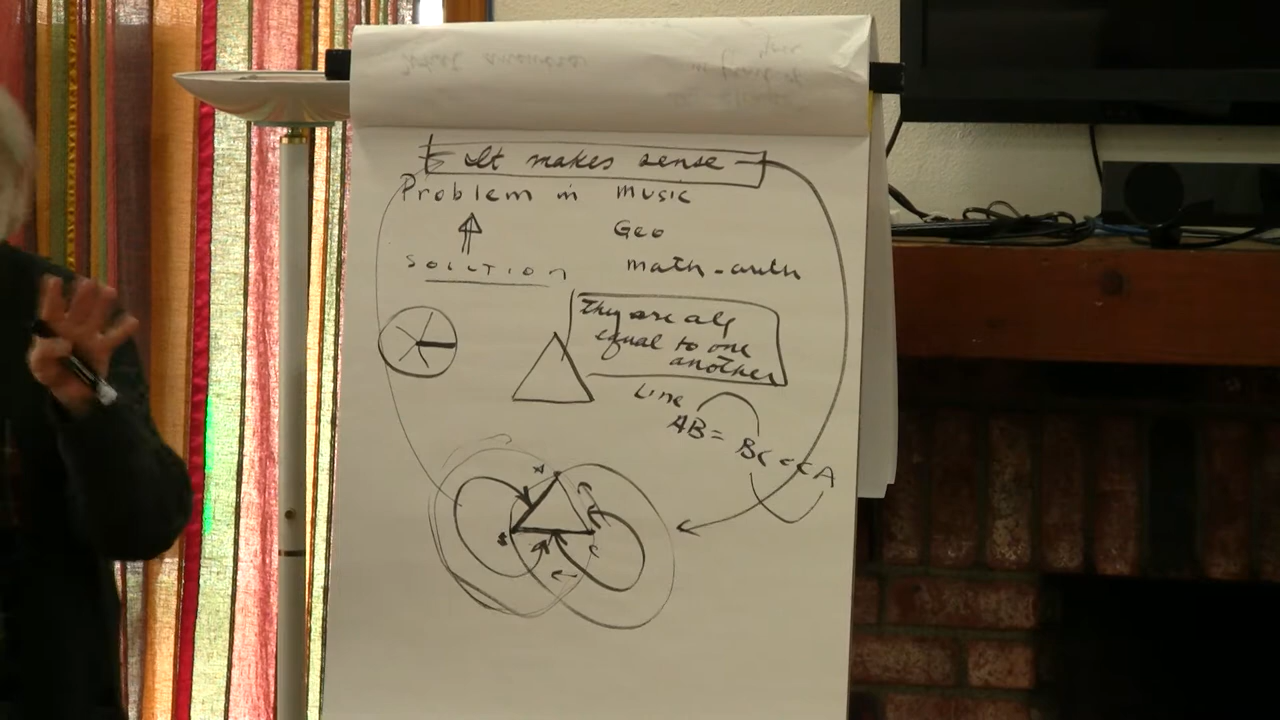 It makes sense
Problem in music
Geo
SOLUTION math-arith
They are all
equal to one
another
Line
AB = BC = CA
A
B
C